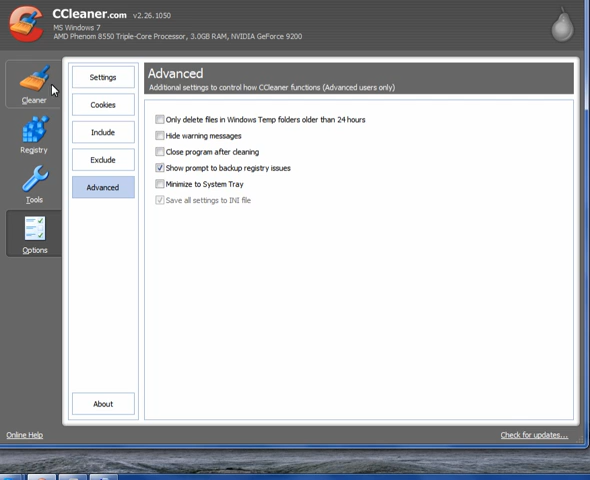 CCleaner.com v2.26.1050
MS Windows 7
AMD Phenom 8550 Triple-Core Processor, 3.0GB RAM, NVIDIA GeForce 9200
Cleaner
Registry
Tools
Options
Settings
Cookies
Include
Exclude
Advanced
About
Advanced
Additional settings to control how CCleaner functions (Advanced users only)
Only delete files in Windows Temp folders older than 24 hours
Hide warning messages
Close program after cleaning
Show prompt to backup registry issues
Minimize to System Tray
Save all settings to INI file
Online Help
Check for updates...